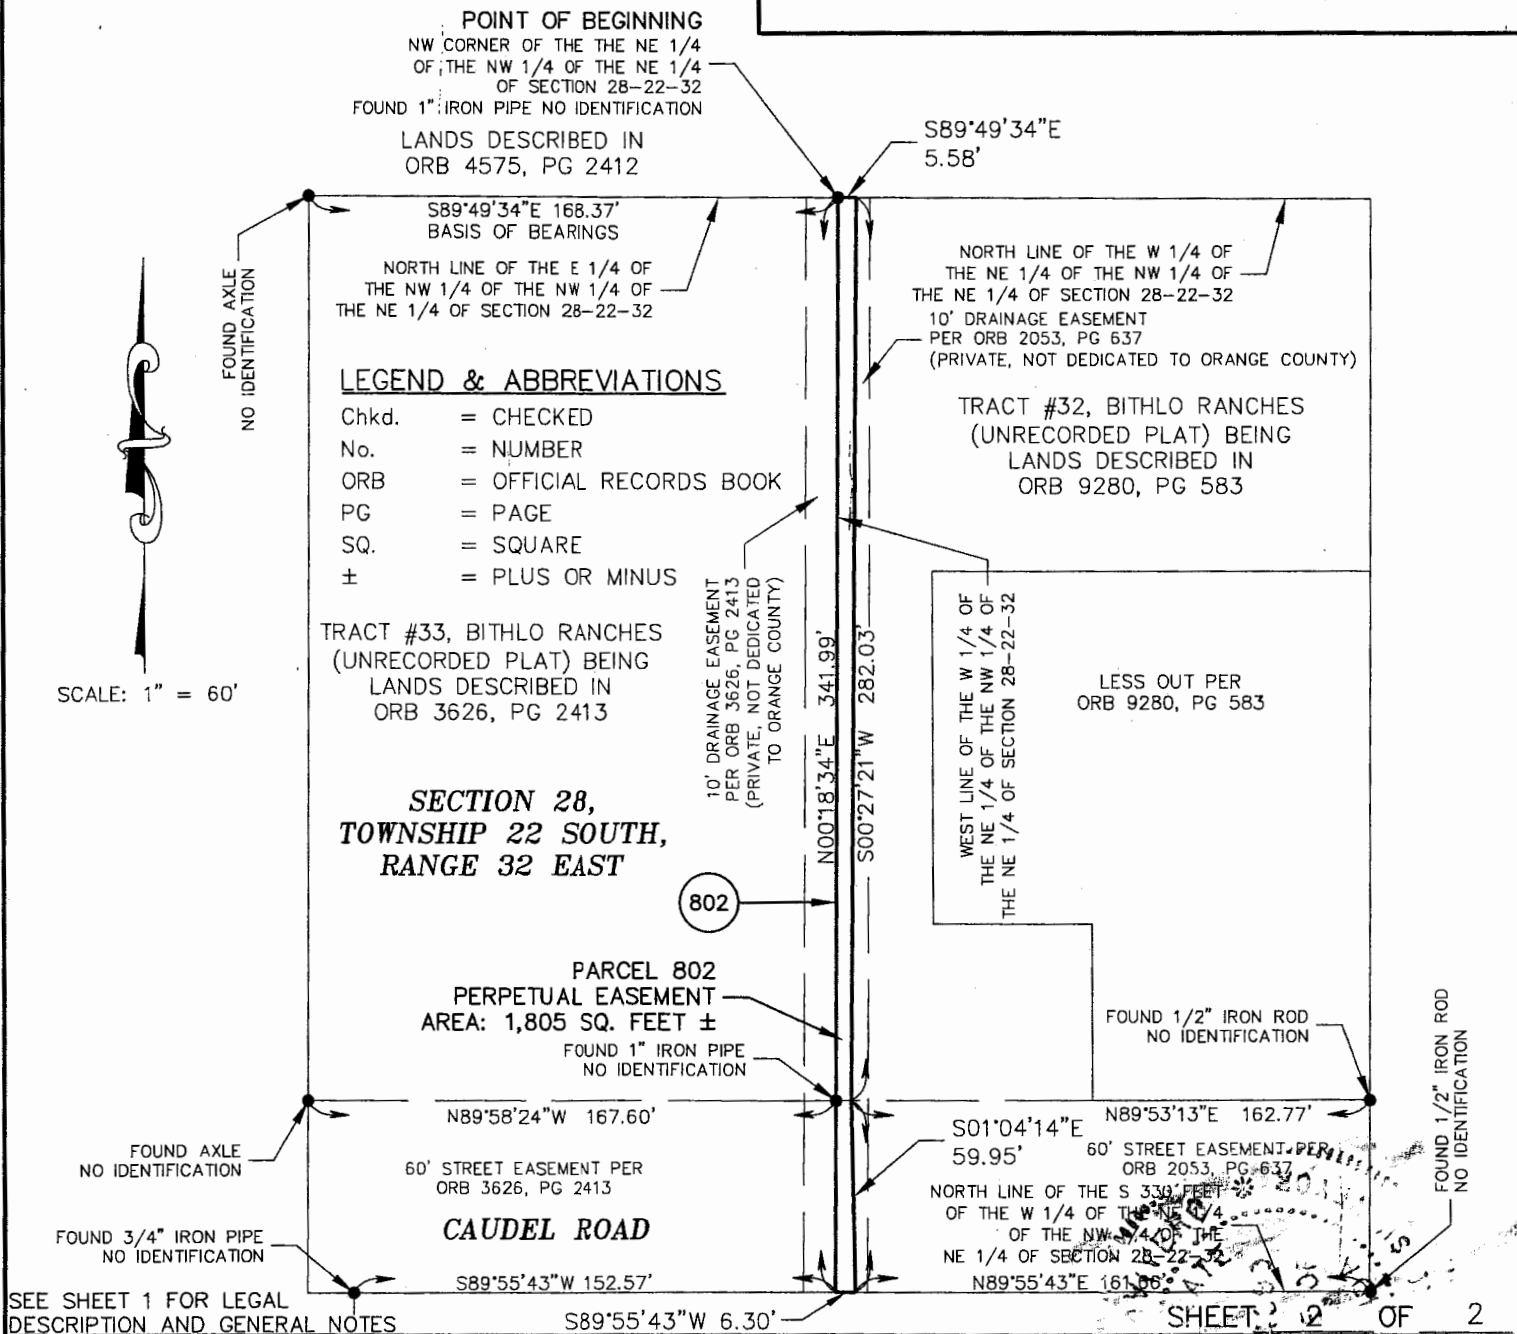 POINT OF BEGINNING
NW CORNER OF THE THE NE 1/4
OF THE NW 1/4 OF THE NE 1/4
OF SECTION 28-22-32
FOUND 1" IRON PIPE NO IDENTIFICATION
LANDS DESCRIBED IN
ORB 4575, PG 2412
S89°49'34"E
5.58'
S89°49'34"E 168.37'
BASIS OF BEARINGS
FOUND AXLE
NO IDENTIFICATION
NORTH LINE OF THE E 1/4 OF
THE NW 1/4 OF THE NW 1/4 OF
THE NE 1/4 OF SECTION 28-22-32
NORTH LINE OF THE W 1/4 OF
THE NE 1/4 OF THE NW 1/4 OF
THE NE 1/4 OF SECTION 28-22-32
10' DRAINAGE EASEMENT
PER ORB 2053, PG 637
(PRIVATE, NOT DEDICATED TO ORANGE COUNTY)
LEGEND & ABBREVIATIONS
Chkd. = CHECKED
No. = NUMBER
ORB = OFFICIAL RECORDS BOOK
PG = PAGE
SQ. = SQUARE
± = PLUS OR MINUS
TRACT #32, BITHLO RANCHES
(UNRECORDED PLAT) BEING
LANDS DESCRIBED IN
ORB 9280, PG 583
TRACT #33, BITHLO RANCHES
(UNRECORDED PLAT) BEING
LANDS DESCRIBED IN
ORB 3626, PG 2413
SCALE: 1" = 60'
10' DRAINAGE EASEMENT
PER ORB 3626, PG 2413
(PRIVATE, NOT DEDICATED
TO ORANGE COUNTY)
N00°18'34"E 341.99'
S00°27'21"W 282.03'
WEST LINE OF THE W 1/4 OF
THE NE 1/4 OF THE NW 1/4 OF
THE NE 1/4 OF SECTION 28-22-32
LESS OUT PER
ORB 9280, PG 583
SECTION 28,
TOWNSHIP 22 SOUTH,
RANGE 32 EAST
802
PARCEL 802
PERPETUAL EASEMENT
AREA: 1,805 SQ. FEET ±
FOUND 1" IRON PIPE
NO IDENTIFICATION
FOUND 1/2" IRON ROD
NO IDENTIFICATION
FOUND 1/2" IRON ROD
NO IDENTIFICATION
N89°58'24"W 167.60'
N89°53'13"E 162.77'
FOUND AXLE
NO IDENTIFICATION
S01°04'14"E
59.95'
60' STREET EASEMENT PER
ORB 3626, PG 2413
60' STREET EASEMENT PER
ORB 2053, PG 637
NORTH LINE OF THE S 330 FEET
OF THE W 1/4 OF THE NE 1/4
OF THE NW 1/4 OF THE
NE 1/4 OF SECTION 28-22-32
CAUDEL ROAD
FOUND 3/4" IRON PIPE
NO IDENTIFICATION
S89°55'43"W 152.57'
N89°55'43"E 161.66'
S89°55'43"W 6.30'
SEE SHEET 1 FOR LEGAL
DESCRIPTION AND GENERAL NOTES
SHEET 2 OF 2